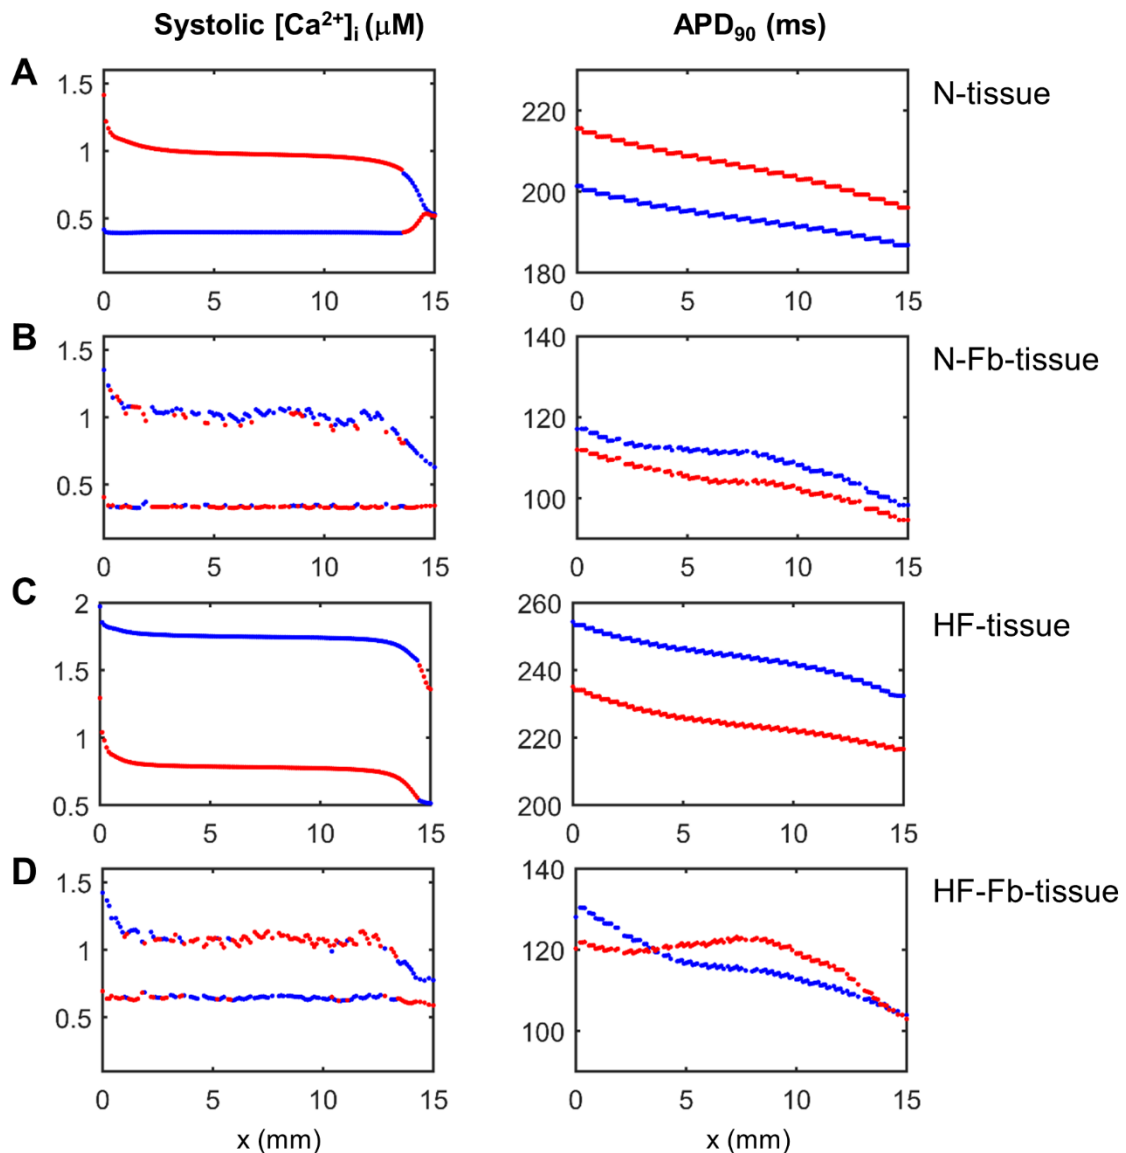 Systolic [Ca²⁺]ᵢ (μM) APD₉₀ (ms)
A N-tissue
1.5 1 0.5
0 5 10 15
220 200 180
0 5 10 15
B N-Fb-tissue
1.5 1 0.5
0 5 10 15
140 120 100
0 5 10 15
C HF-tissue
2 1.5 1 0.5
0 5 10 15
260 240 220 200
0 5 10 15
D HF-Fb-tissue
1.5 1 0.5
0 5 10 15
140 120 100
0 5 10 15
x (mm) x (mm)